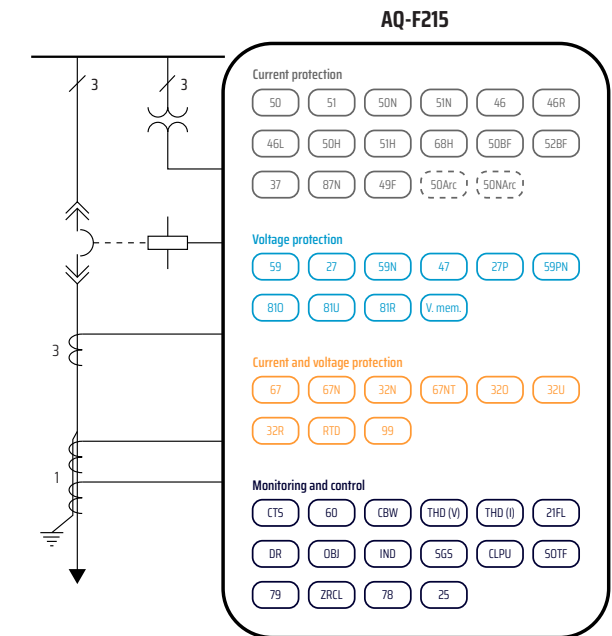 AQ-F215
3 3
Current protection
50 51 50N 51N 46 46R
46L 50H 51H 68H 50BF 52BF
37 87N 49F 50Arc 50NArc
Voltage protection
59 27 59N 47 27P 59PN
81O 81U 81R V. mem.
3
Current and voltage protection
67 67N 32N 67NT 32O 32U
32R RTD 99
1
Monitoring and control
CTS 60 CBW THD (V) THD (I) 21FL
DR OBJ IND SGS CLPU SOTF
79 ZRCL 78 25